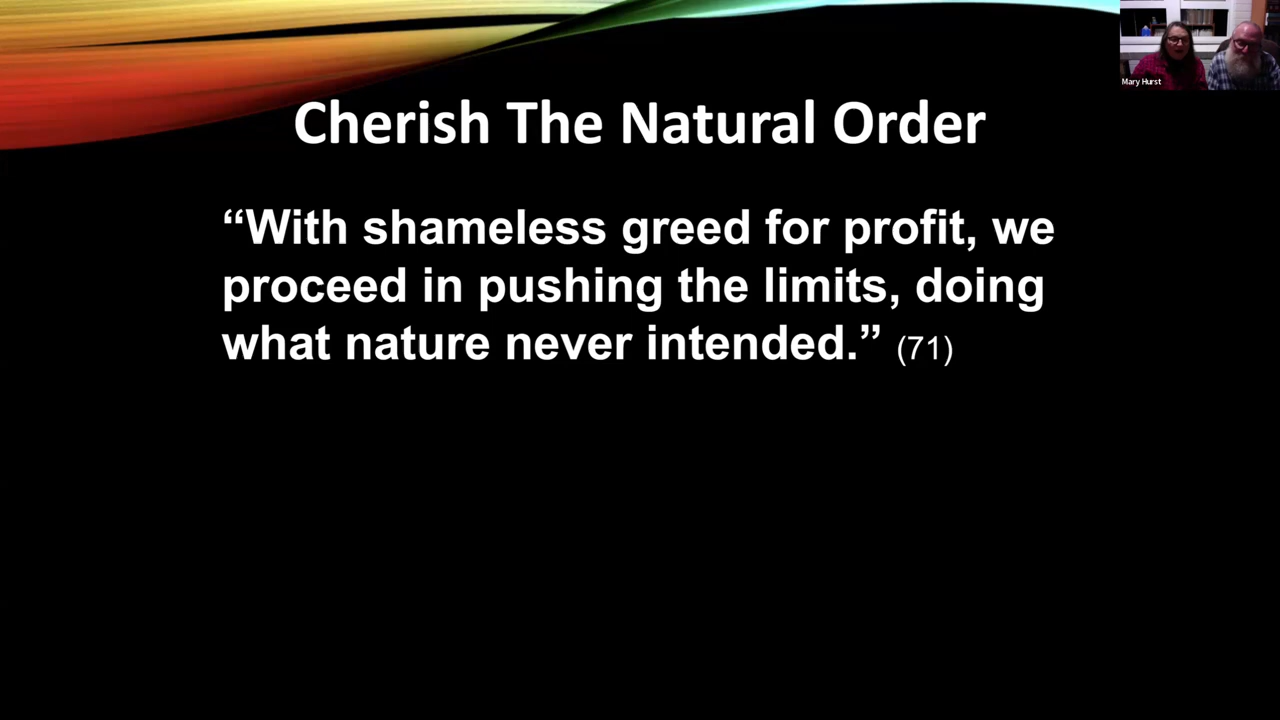 Mary Hurst
Cherish The Natural Order
“With shameless greed for profit, we
proceed in pushing the limits, doing
what nature never intended.” (71)